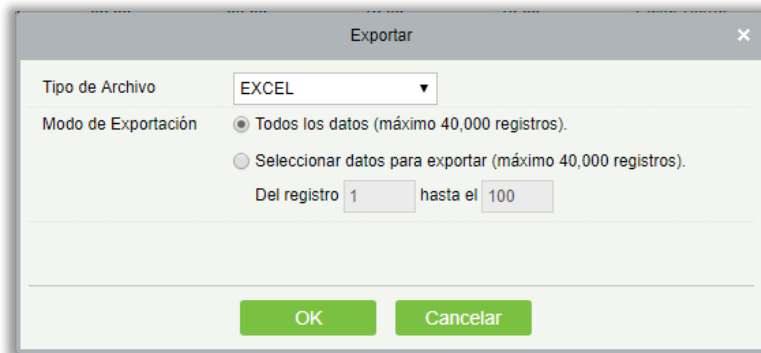 Exportar ×
Tipo de Archivo EXCEL ▼
Modo de Exportación Todos los datos (máximo 40,000 registros).
Seleccionar datos para exportar (máximo 40,000 registros).
Del registro 1 hasta el 100
OK Cancelar